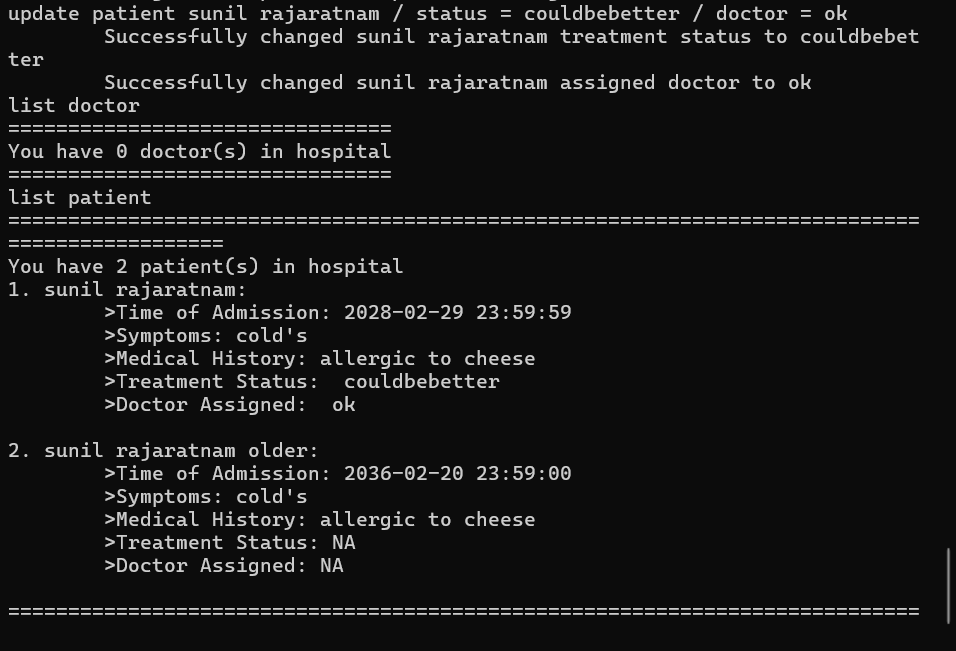 update patient sunil rajaratnam / status = couldbebetter / doctor = ok
        Successfully changed sunil rajaratnam treatment status to couldbebet
ter
        Successfully changed sunil rajaratnam assigned doctor to ok
list doctor
================================
You have 0 doctor(s) in hospital
================================
list patient
============================================================================
==================
You have 2 patient(s) in hospital
1. sunil rajaratnam:
        >Time of Admission: 2028-02-29 23:59:59
        >Symptoms: cold's
        >Medical History: allergic to cheese
        >Treatment Status:  couldbebetter
        >Doctor Assigned:  ok

2. sunil rajaratnam older:
        >Time of Admission: 2036-02-20 23:59:00
        >Symptoms: cold's
        >Medical History: allergic to cheese
        >Treatment Status: NA
        >Doctor Assigned: NA

============================================================================